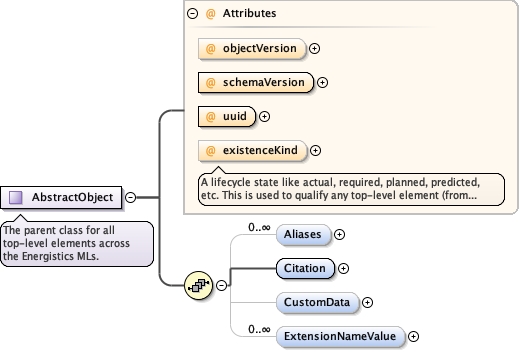 @ Attributes
@ objectVersion
@ schemaVersion
@ uuid
@ existenceKind
A lifecycle state like actual, required, planned, predicted,
etc. This is used to qualify any top-level element (from...
AbstractObject
The parent class for all
top-level elements across
the Energistics MLs.
0..∞
Aliases
Citation
CustomData
0..∞
ExtensionNameValue